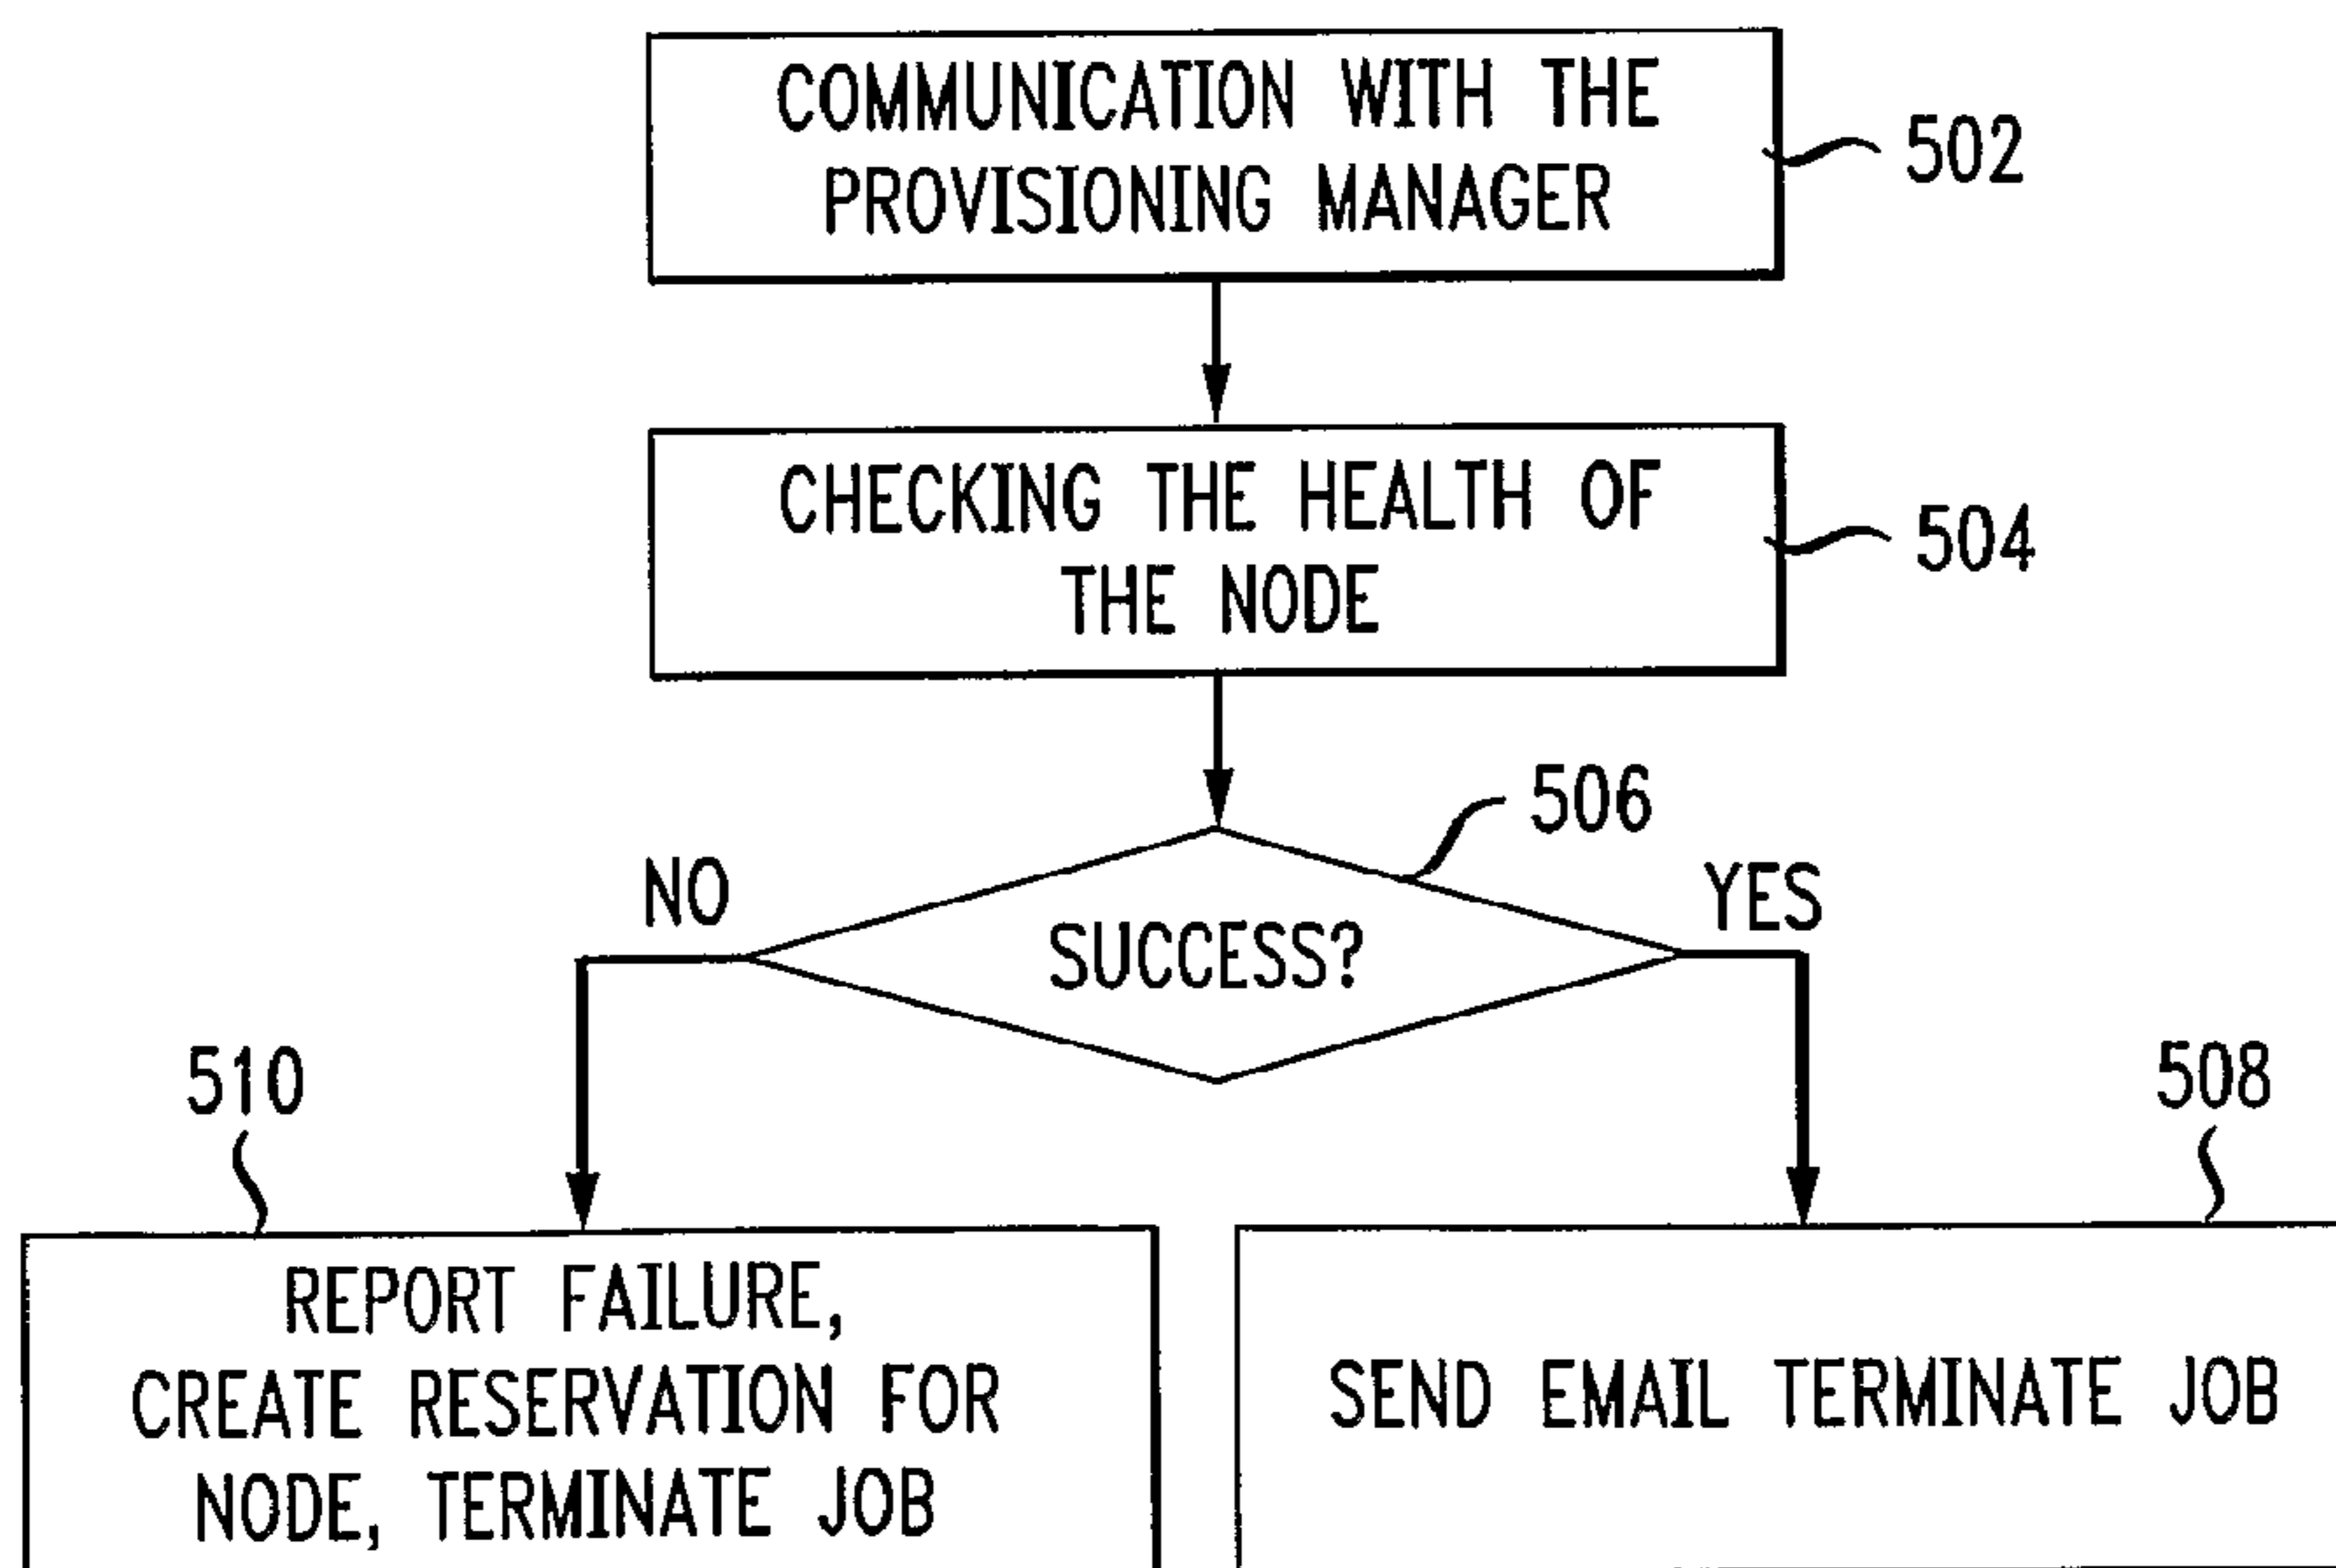 COMMUNICATION WITH THE
PROVISIONING MANAGER
502
CHECKING THE HEALTH OF
THE NODE
504
506
NO
YES
SUCCESS?
510
508
REPORT FAILURE,
CREATE RESERVATION FOR
NODE, TERMINATE JOB
SEND EMAIL TERMINATE JOB